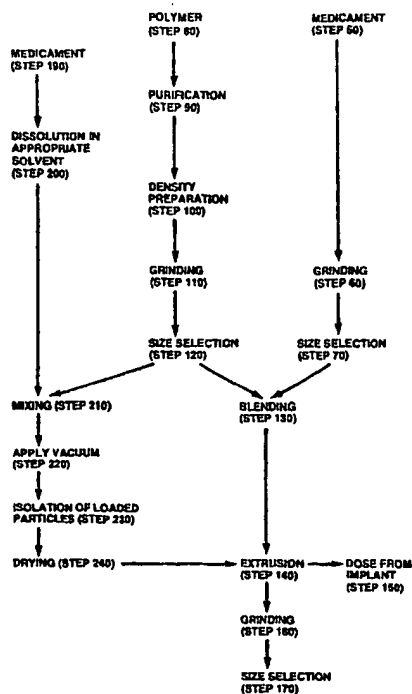 POLYMER
(STEP 80)
MEDICAMENT
(STEP 50)
MEDICAMENT
(STEP 190)
PURIFICATION
(STEP 90)
DISSOLUTION IN
APPROPRIATE
SOLVENT
(STEP 200)
DENSITY
PREPARATION
(STEP 100)
GRINDING
(STEP 110)
GRINDING
(STEP 60)
SIZE SELECTION
(STEP 120)
SIZE SELECTION
(STEP 70)
MIXING (STEP 210)
BLENDING
(STEP 130)
APPLY VACUUM
(STEP 220)
ISOLATION OF LOADED
PARTICLES (STEP 230)
DRYING (STEP 240)
EXTRUSION
(STEP 140)
DOSE FROM
IMPLANT
(STEP 150)
GRINDING
(STEP 160)
SIZE SELECTION
(STEP 170)